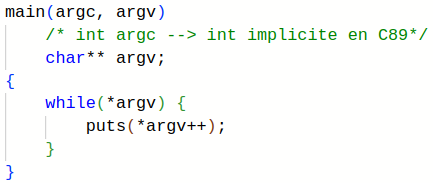 main(argc, argv)
    /* int argc --> int implicite en C89*/
    char** argv;
{
    while(*argv) {
        puts(*argv++);
    }
}